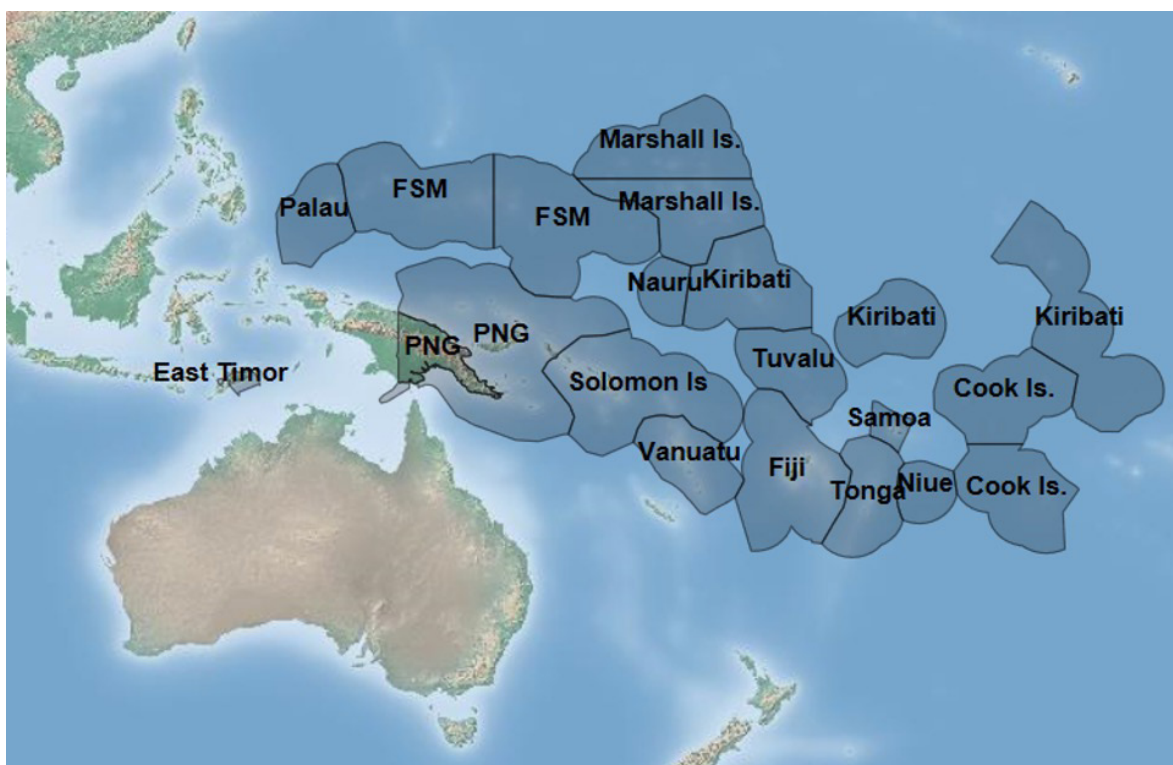 Marshall Is.
FSM
Marshall Is.
Palau
FSM
Nauru
Kiribati
Kiribati
Kiribati
PNG
PNG
Tuvalu
East Timor
Solomon Is
Cook Is.
Samoa
Vanuatu
Fiji
Tonga
Niue
Cook Is.